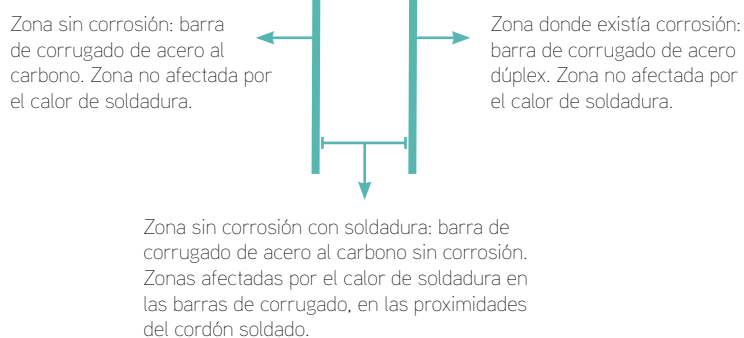 Zona sin corrosión: barra
de corrugado de acero al
carbono. Zona no afectada por
el calor de soldadura.
Zona donde existía corrosión:
barra de corrugado de acero
dúplex. Zona no afectada por
el calor de soldadura.
Zona sin corrosión con soldadura: barra de
corrugado de acero al carbono sin corrosión.
Zonas afectadas por el calor de soldadura en
las barras de corrugado, en las proximidades
del cordón soldado.